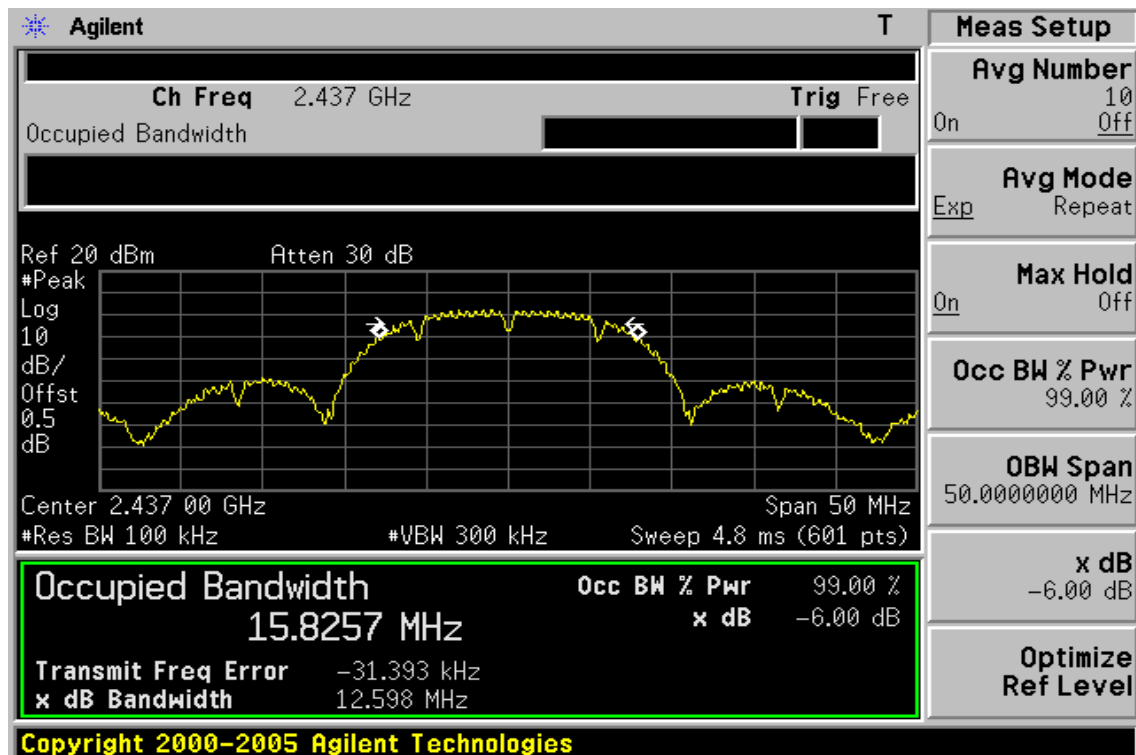 Agilent T
Meas Setup
Ch Freq 2.437 GHz Trig Free
Occupied Bandwidth
Ref 20 dBm Atten 30 dB
#Peak
Log
10
dB/
Offst
0.5
dB
Center 2.437 00 GHz Span 50 MHz
#Res BW 100 kHz #VBW 300 kHz Sweep 4.8 ms (601 pts)
Occupied Bandwidth
15.8257 MHz
Occ BW % Pwr 99.00 %
x dB -6.00 dB
Transmit Freq Error -31.393 kHz
x dB Bandwidth 12.598 MHz
Copyright 2000-2005 Agilent Technologies
Avg Number
10
On Off
Avg Mode
Exp Repeat
Max Hold
On Off
Occ BW % Pwr
99.00 %
OBW Span
50.0000000 MHz
x dB
-6.00 dB
Optimize
Ref Level